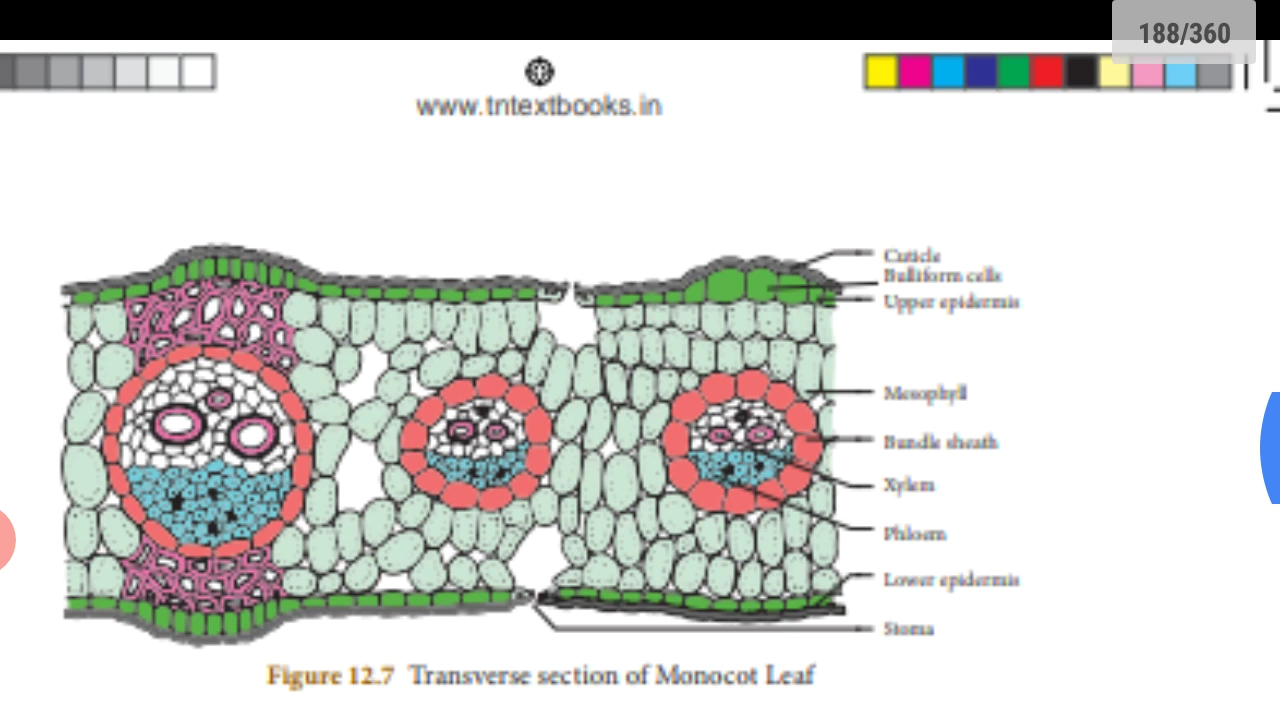 188/360
www.tntextbooks.in
Cuticle
Bulliform cells
Upper epidermis
Mesophyll
Bundle sheath
Xylem
Phloem
Lower epidermis
Stoma
Figure 12.7 Transverse section of Monocot Leaf